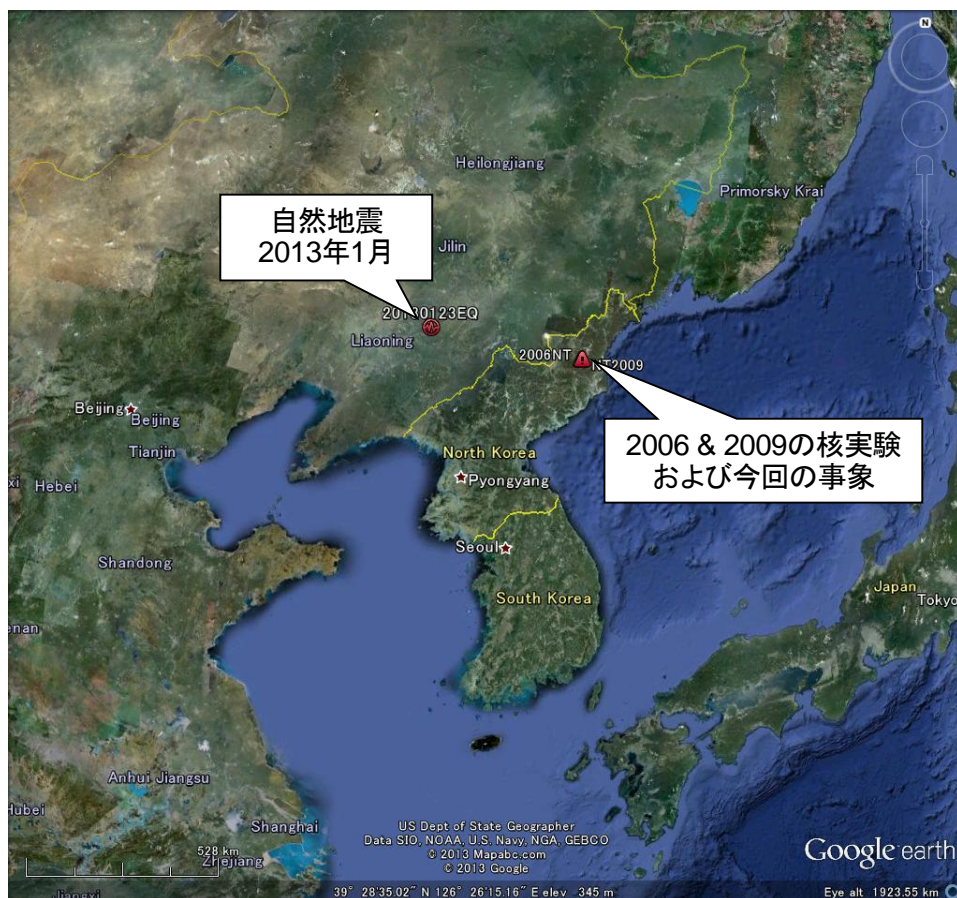 N
Heilongjiang
Primorsky Krai
自然地震
2013年1月
Jilin
20130123EQ
Liaoning
2006NT
NT2009
Beijing
Beijing
Tianjin
Hebei
2006 & 2009の核実験
および今回の事象
North Korea
Pyongyang
Seoul
Shandong
South Korea
Japan
Tokyo
enan
Anhui
Jiangsu
Hubei
Shanghai
528 km
Zhejiang
Jiangxi
US Dept of State Geographer
Data SIO, NOAA, U.S. Navy, NGA, GEBCO
© 2013 Mapabc.com
© 2013 Google
Google earth
39° 28'35.02" N 126° 26'15.16" E elev 345 m
Eye alt 1923.55 km